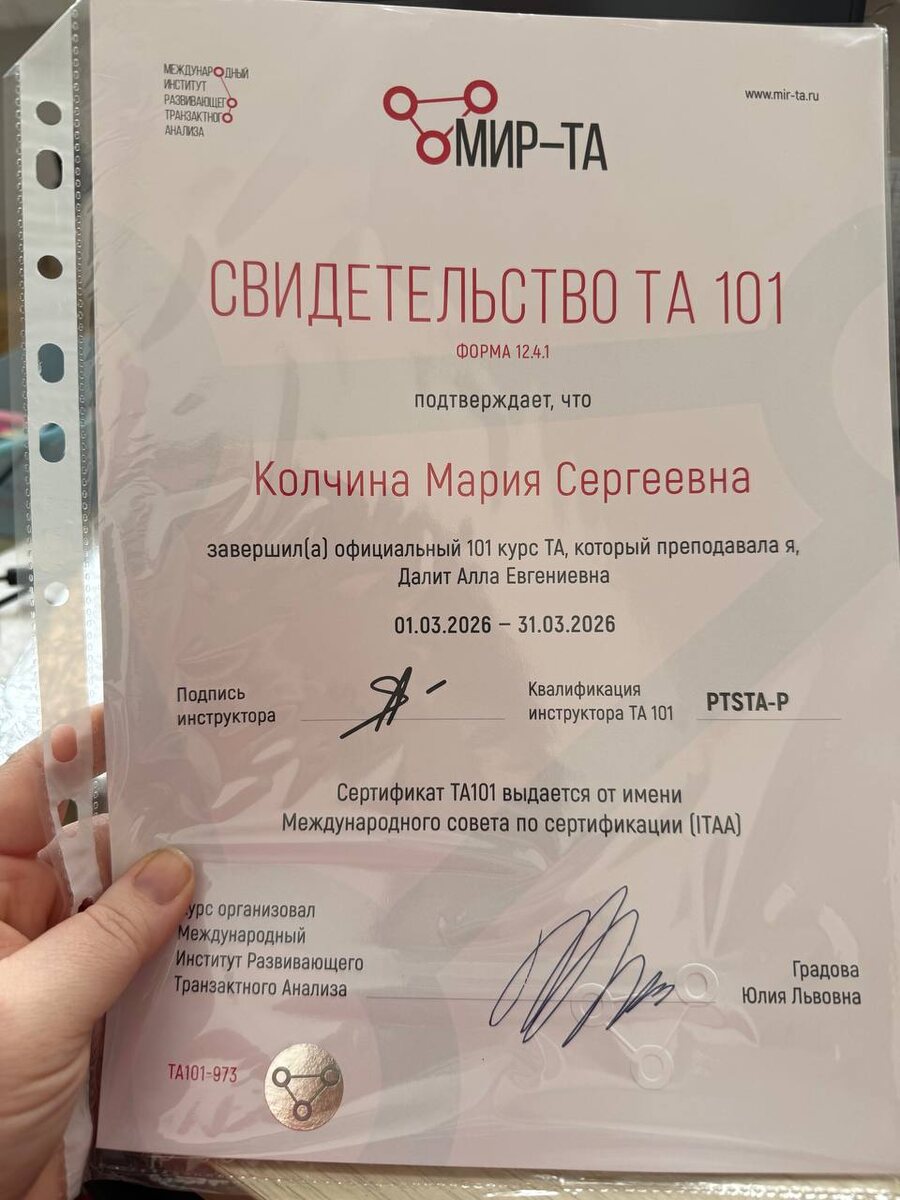 МЕЖДУНАРОДНЫЙ
ИНСТИТУТ
РАЗВИВАЮЩЕГО
ТРАНЗАКТНОГО
АНАЛИЗА
МИР–ТА
www.mir-ta.ru
СВИДЕТЕЛЬСТВО ТА 101
ФОРМА 12.4.1
подтверждает, что
Колчина Мария Сергеевна
завершил(а) официальный 101 курс ТА, который преподавала я,
Далит Алла Евгениевна
01.03.2026 – 31.03.2026
Подпись
инструктора
Квалификация
инструктора ТА 101
PTSTA-P
Сертификат ТА101 выдается от имени
Международного совета по сертификации (ITAA)
Курс организовал
Международный
Институт Развивающего
Транзактного Анализа
Градова
Юлия Львовна
ТА101-973